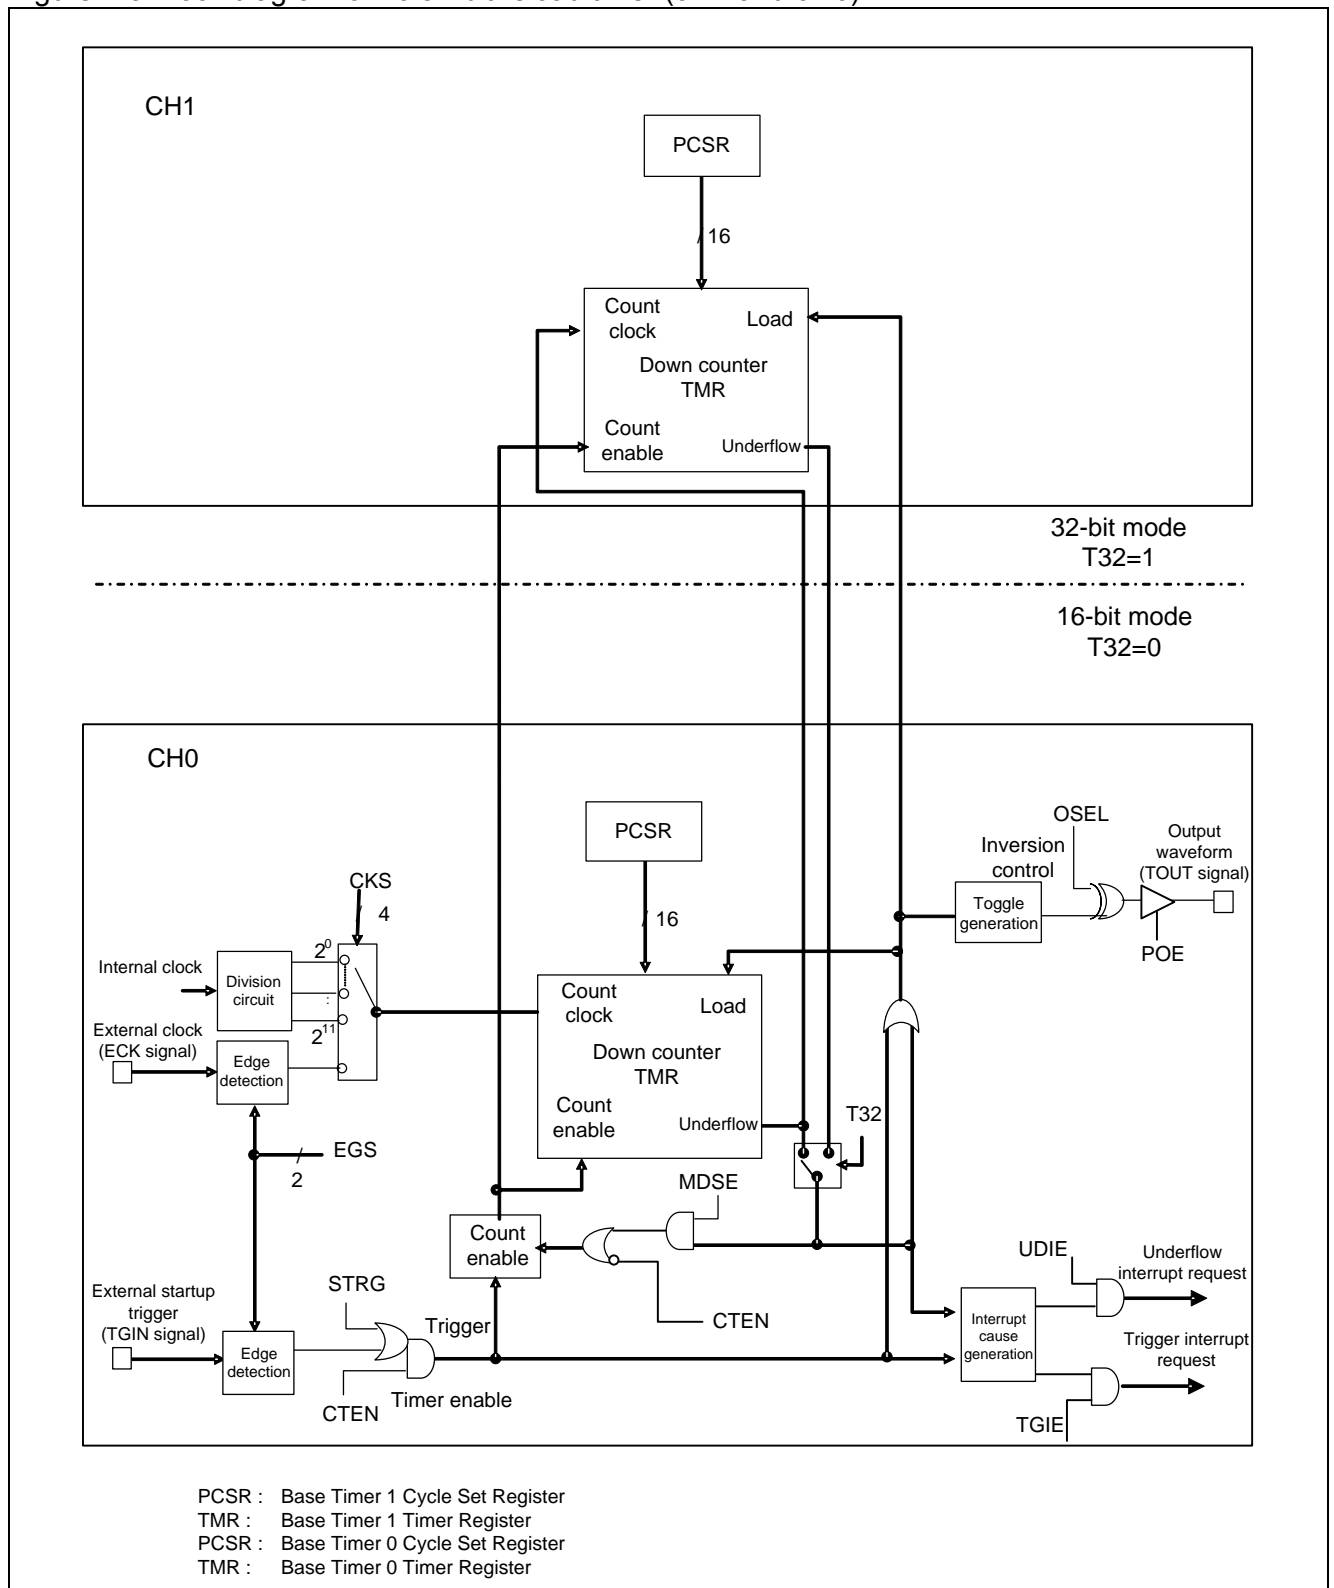 CH1
PCSR
16
Count
clock
Load
Down counter
TMR
Count
enable
Underflow
32-bit mode
T32=1
16-bit mode
T32=0
CH0
PCSR
16
OSEL
Inversion
control
Output
waveform
(TOUT signal)
Toggle
generation
POE
CKS
4
2^0
Internal clock
Division
circuit
:
2^11
External clock
(ECK signal)
Edge
detection
Count
clock
Load
Down counter
TMR
Count
enable
Underflow
T32
EGS
2
MDSE
Count
enable
CTEN
UDIE
Underflow
interrupt request
External startup
trigger
(TGIN signal)
STRG
Trigger
Edge
detection
CTEN
Timer enable
Interrupt
cause
generation
Trigger interrupt
request
TGIE
PCSR : Base Timer 1 Cycle Set Register
TMR : Base Timer 1 Timer Register
PCSR : Base Timer 0 Cycle Set Register
TMR : Base Timer 0 Timer Register